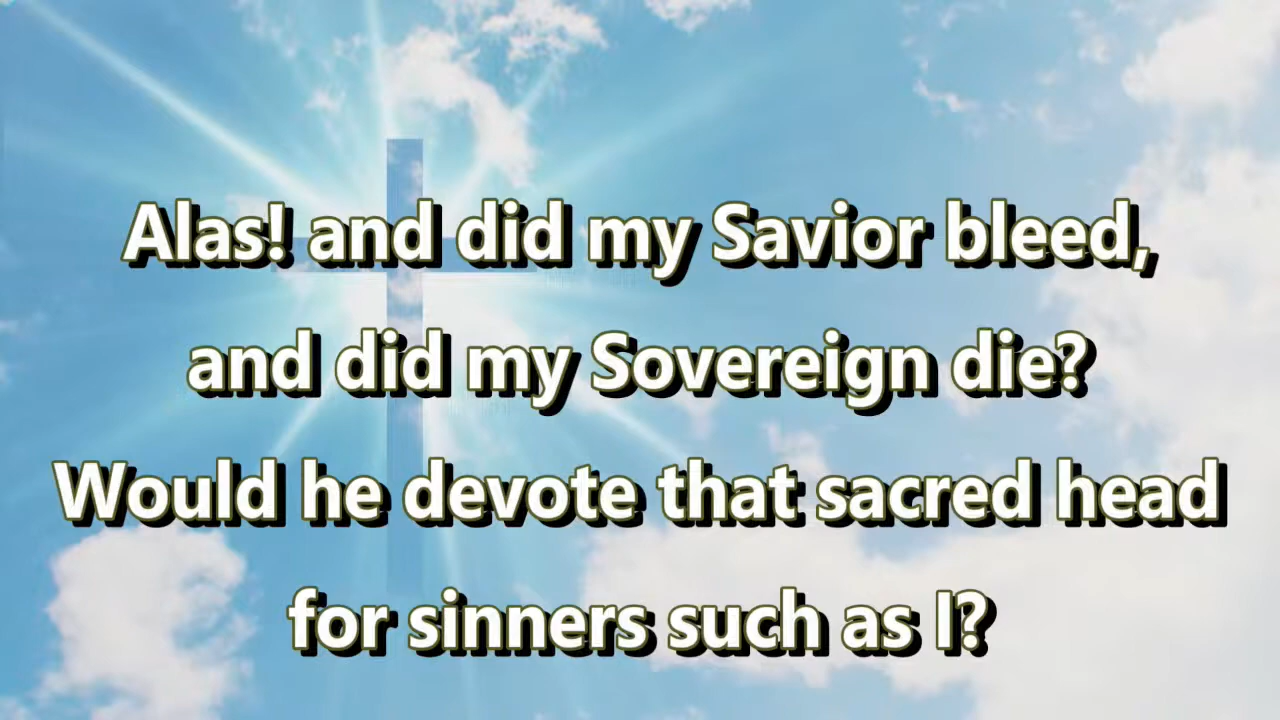 Alas! and did my Savior bleed,
and did my Sovereign die?
Would he devote that sacred head
for sinners such as I?